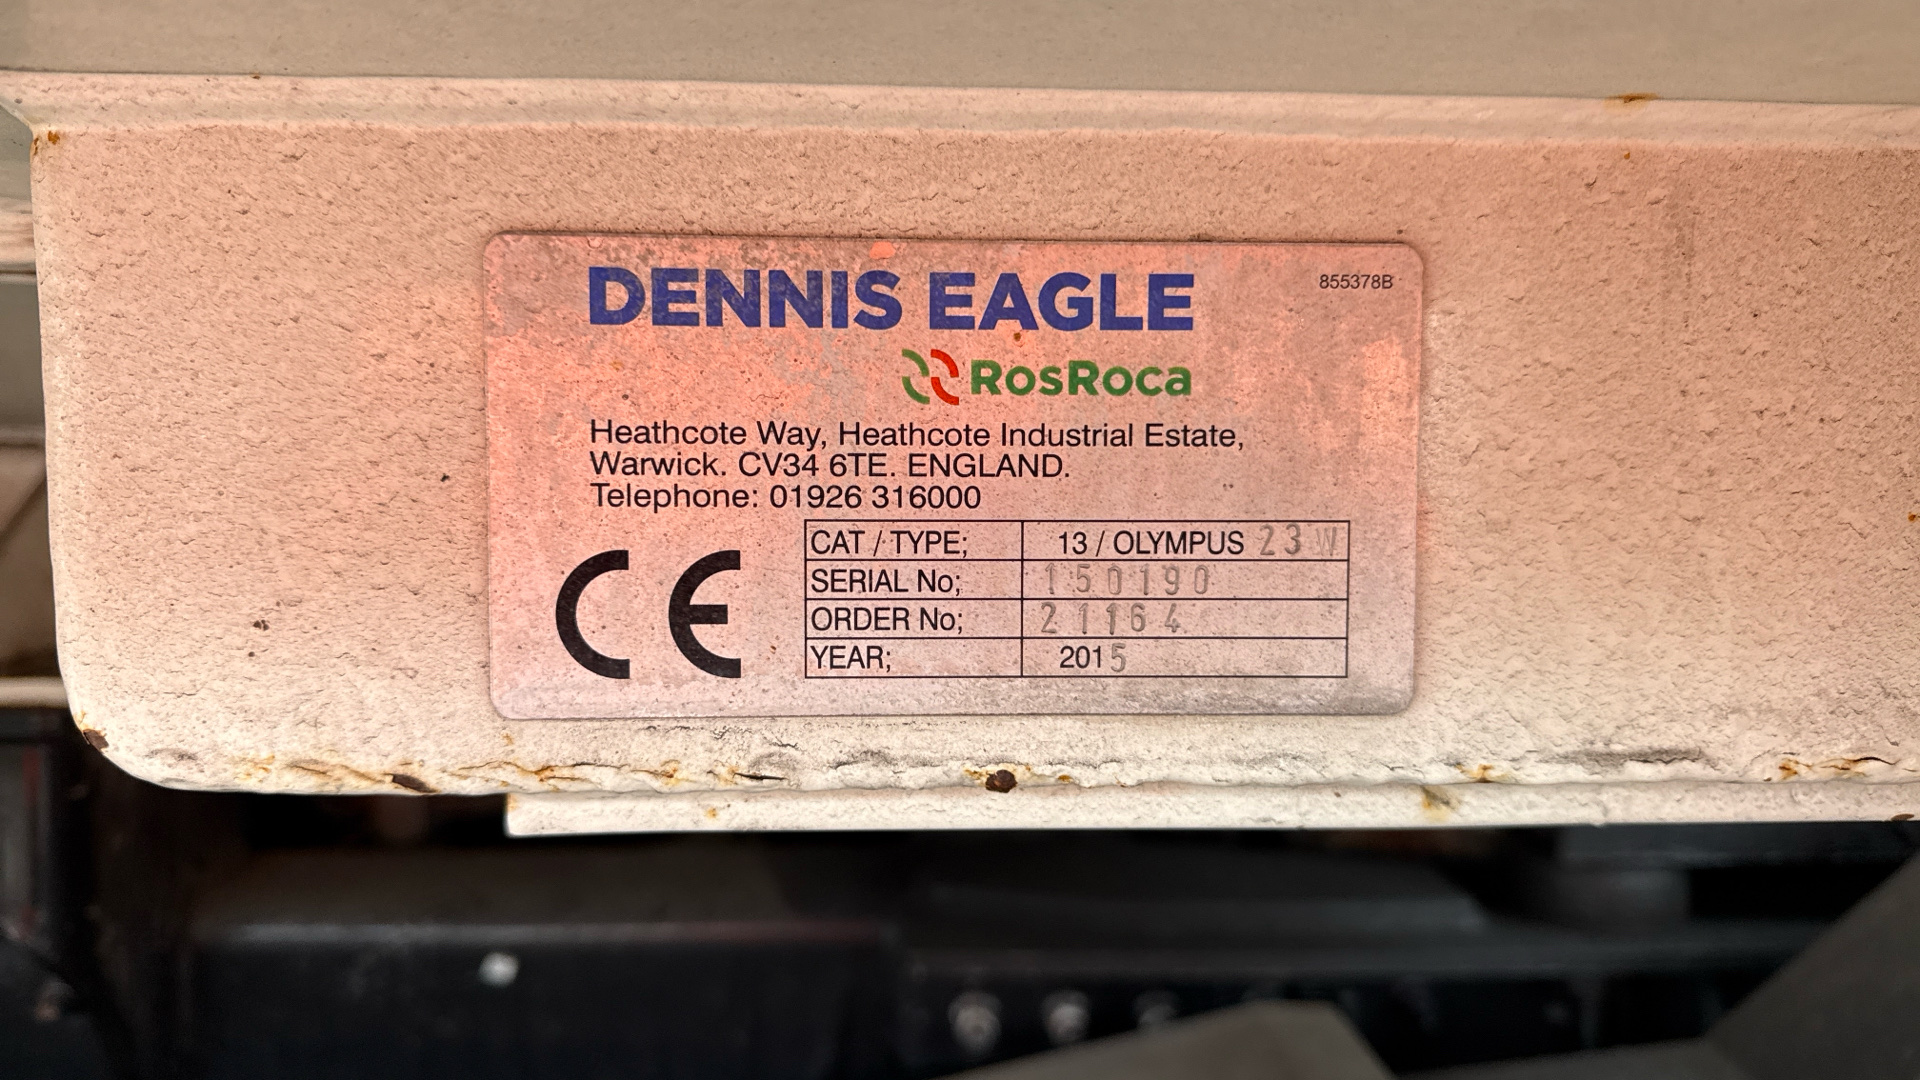 DENNIS EAGLE
855378B
RosRoca
Heathcote Way, Heathcote Industrial Estate,
Warwick. CV34 6TE. ENGLAND.
Telephone: 01926 316000
CE
CAT / TYPE; 13 / OLYMPUS 23W
SERIAL No; 150190
ORDER No; 21164
YEAR; 2015